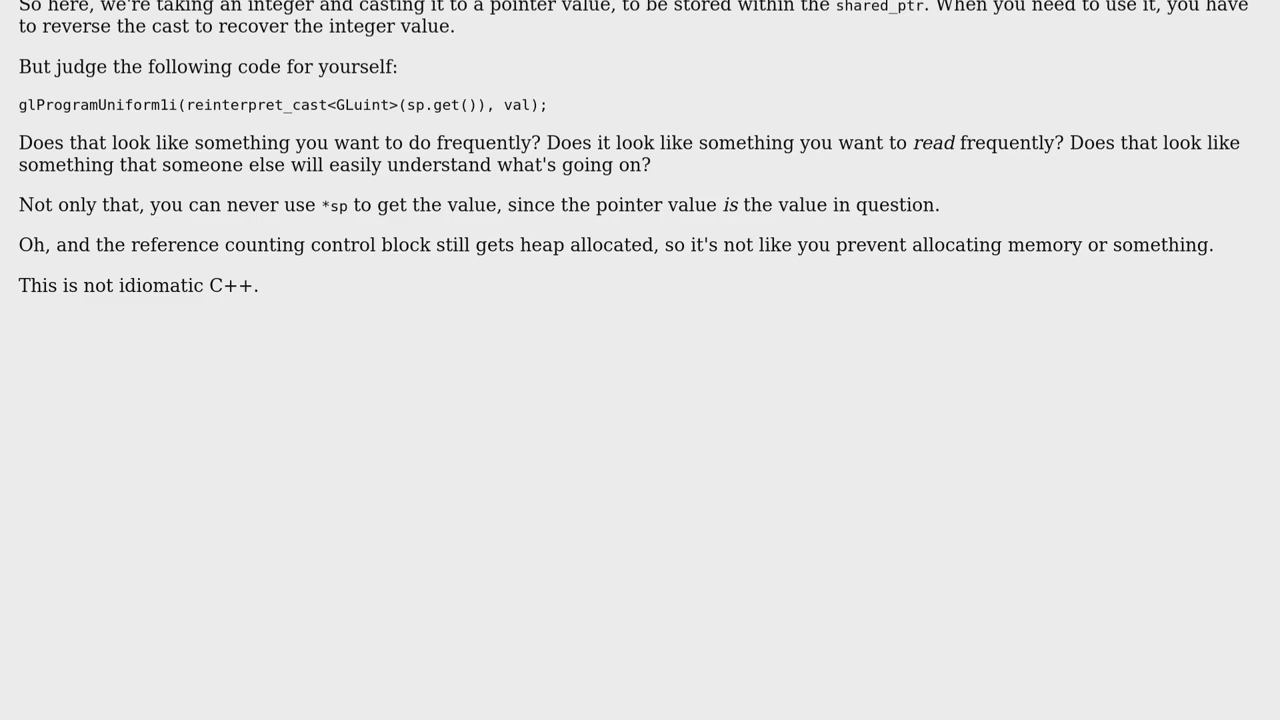 So here, we're taking an integer and casting it to a pointer value, to be stored within the shared_ptr. When you need to use it, you have
to reverse the cast to recover the integer value.
But judge the following code for yourself:
glProgramUniform1i(reinterpret_cast<GLuint>(sp.get()), val);
Does that look like something you want to do frequently? Does it look like something you want to read frequently? Does that look like
something that someone else will easily understand what's going on?
Not only that, you can never use *sp to get the value, since the pointer value is the value in question.
Oh, and the reference counting control block still gets heap allocated, so it's not like you prevent allocating memory or something.
This is not idiomatic C++.